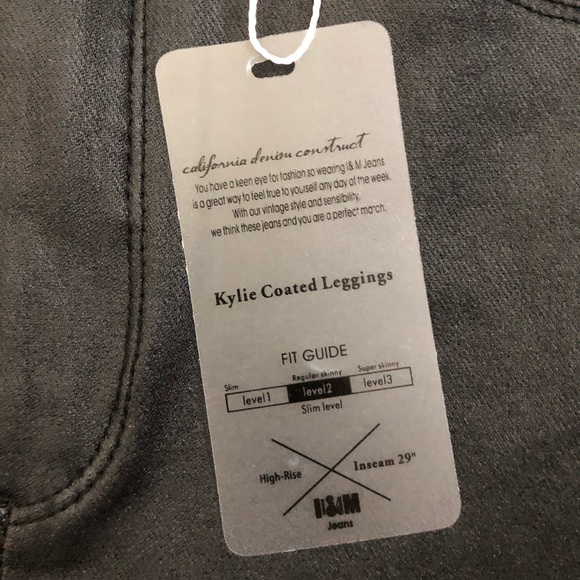 california denim construct
You have a keen eye for fashion so wearing I& M Jeans
is a great way to feel true to yourself any day of the week.
With our vintage style and sensibility,
we think these jeans and you are a perfect match.
Kylie Coated Leggings
FIT GUIDE
Slim Regular skinny Super skinny
level1 level2 level3
Slim level
High-Rise Inseam 29"
I&M
Jeans